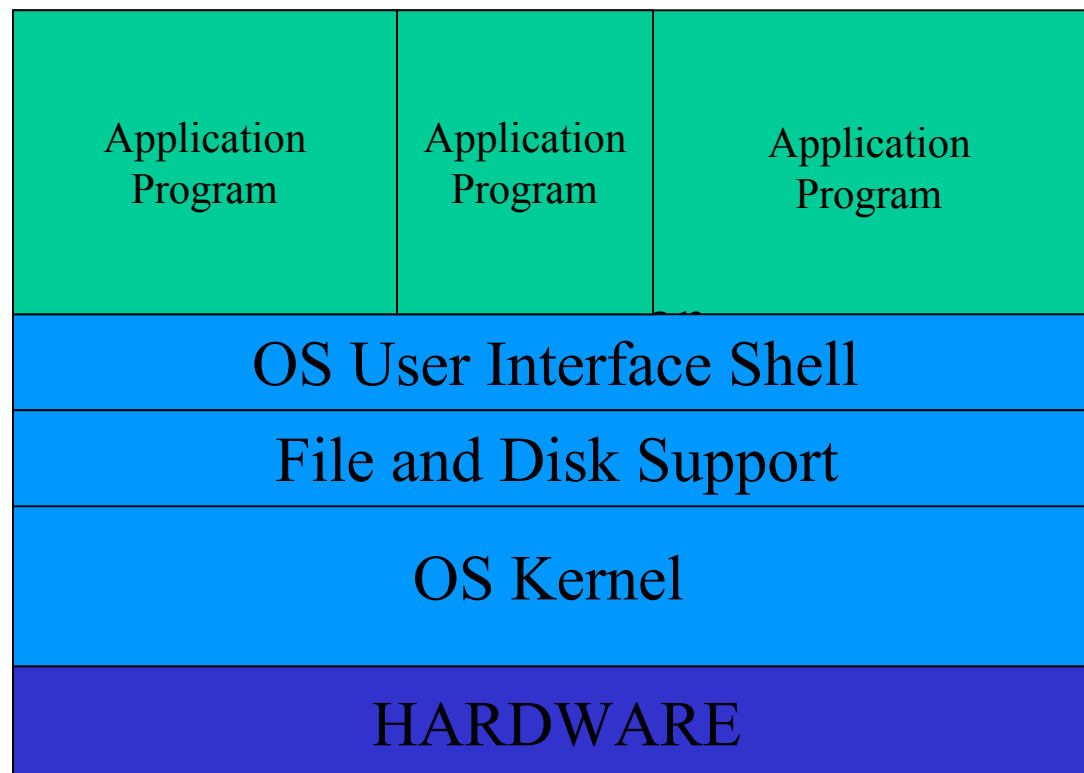 Application
Program
Application
Program
Application
Program
OS User Interface Shell
File and Disk Support
OS Kernel
HARDWARE